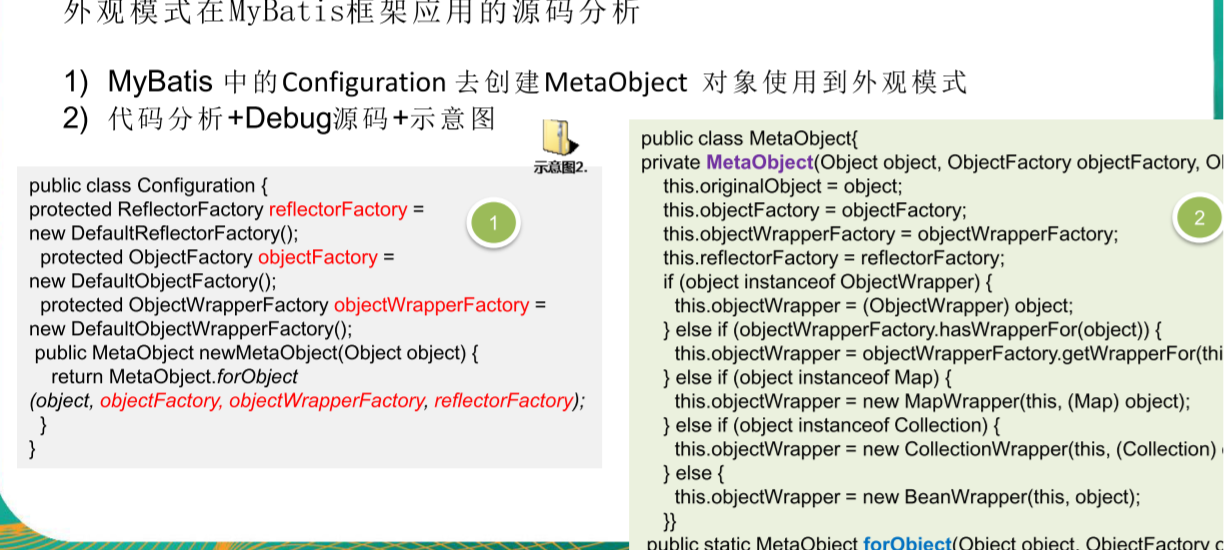 外观模式在MyBatis框架应用的源码分析
1) MyBatis 中的Configuration 去创建MetaObject 对象使用到外观模式
2) 代码分析+Debug源码+示意图
示意图2.
public class Configuration {
protected ReflectorFactory reflectorFactory =
new DefaultReflectorFactory();
protected ObjectFactory objectFactory =
new DefaultObjectFactory();
protected ObjectWrapperFactory objectWrapperFactory =
new DefaultObjectWrapperFactory();
public MetaObject newMetaObject(Object object) {
return MetaObject.forObject
(object, objectFactory, objectWrapperFactory, reflectorFactory);
}
}
1
public class MetaObject{
private MetaObject(Object object, ObjectFactory objectFactory,
this.originalObject = object;
this.objectFactory = objectFactory;
this.objectWrapperFactory = objectWrapperFactory;
this.reflectorFactory = reflectorFactory;
if (object instanceof ObjectWrapper) {
this.objectWrapper = (ObjectWrapper) object;
} else if (objectWrapperFactory.hasWrapperFor(object)) {
this.objectWrapper = objectWrapperFactory.getWrapperFor(thi
} else if (object instanceof Map) {
this.objectWrapper = new MapWrapper(this, (Map) object);
} else if (object instanceof Collection) {
this.objectWrapper = new CollectionWrapper(this, (Collection)
} else {
this.objectWrapper = new BeanWrapper(this, object);
}}
public static MetaObject forObject(Object object, ObjectFactory
2